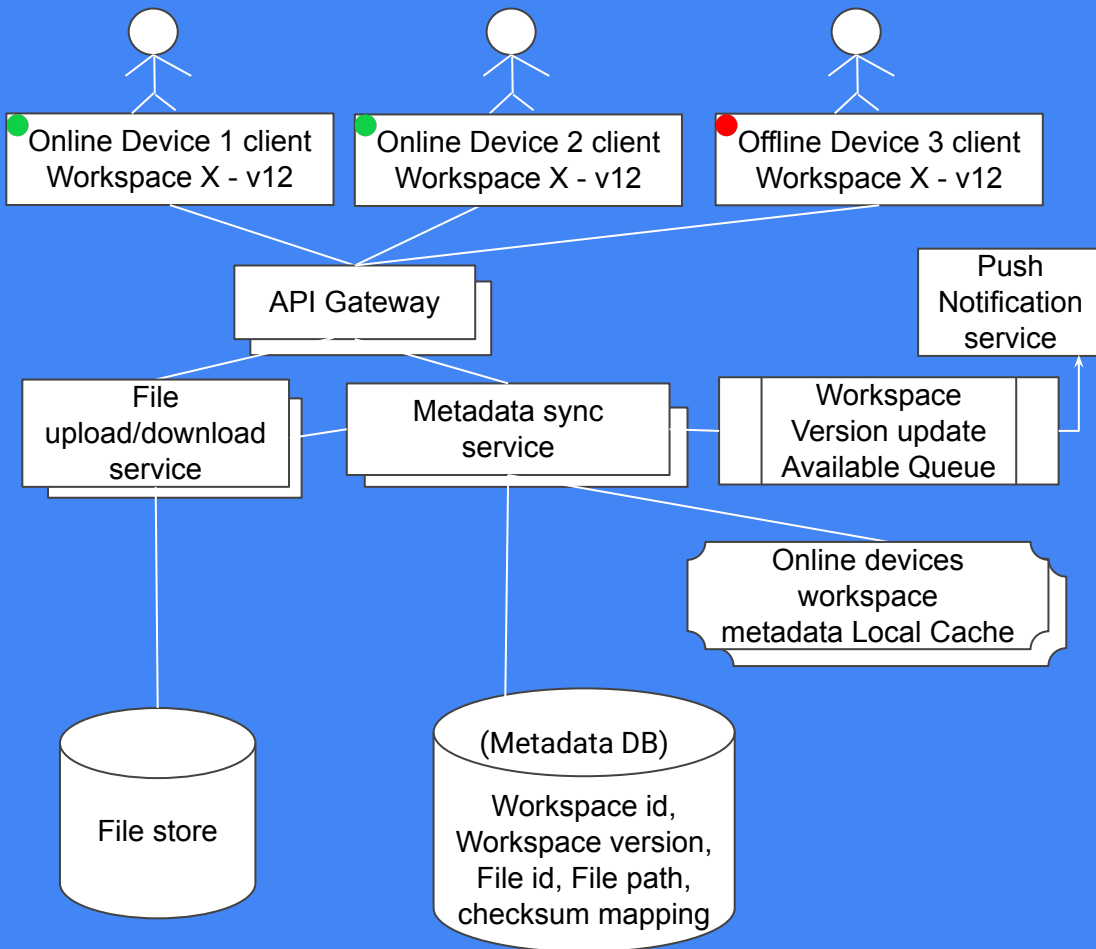 Online Device 1 client
Workspace X - v12
Online Device 2 client
Workspace X - v12
Offline Device 3 client
Workspace X - v12
API Gateway
Push
Notification
service
File
upload/download
service
Metadata sync
service
Workspace
Version update
Available Queue
Online devices
workspace
metadata Local Cache
File store
(Metadata DB)
Workspace id,
Workspace version,
File id, File path,
checksum mapping